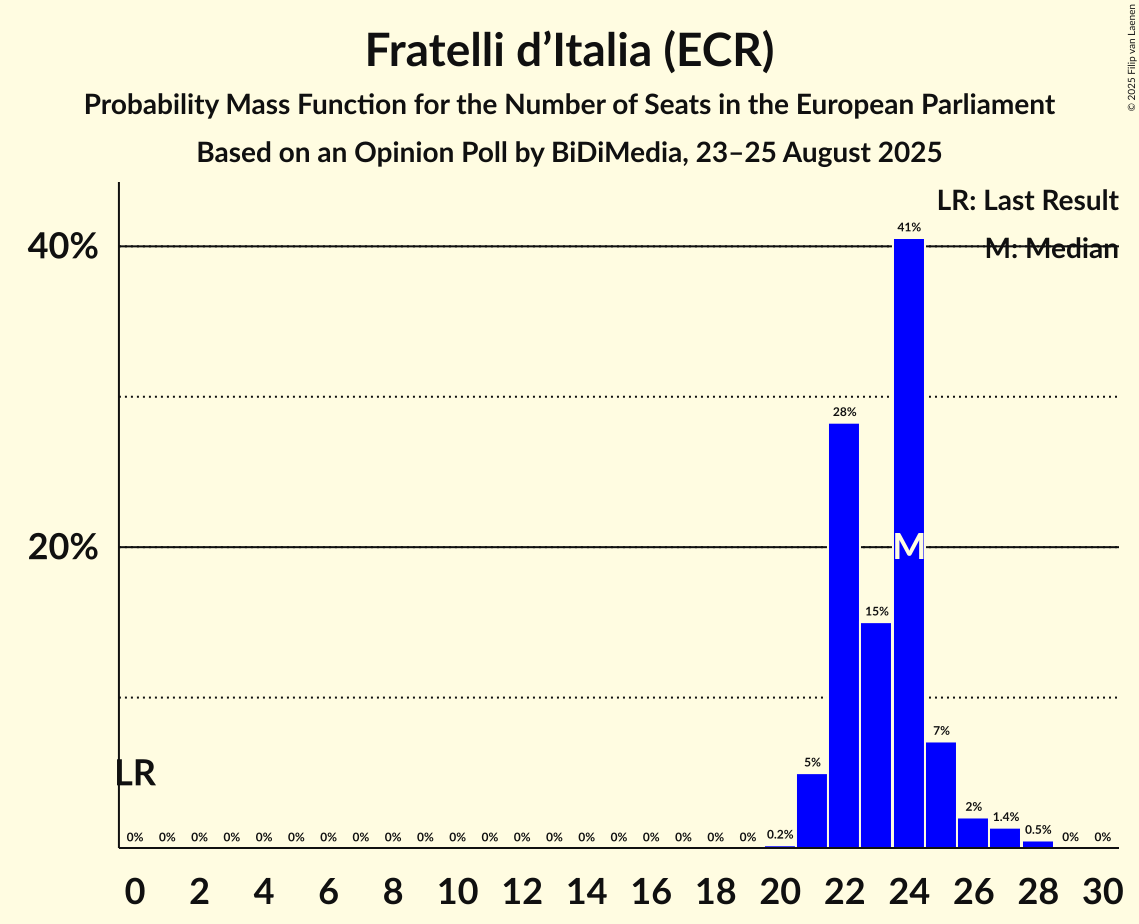 Fratelli d’Italia (ECR)
Probability Mass Function for the Number of Seats in the European Parliament
Based on an Opinion Poll by BiDiMedia, 23–25 August 2025
© 2025 Filip van Laenen
LR: Last Result
M: Median
40%
20%
41%
28%
15%
M
7%
5%
LR
0% 0% 0% 0% 0% 0% 0% 0% 0% 0% 0% 0% 0% 0% 0% 0% 0% 0% 0% 0% 0.2% 2% 1.4% 0.5% 0% 0%
0 2 4 6 8 10 12 14 16 18 20 22 24 26 28 30